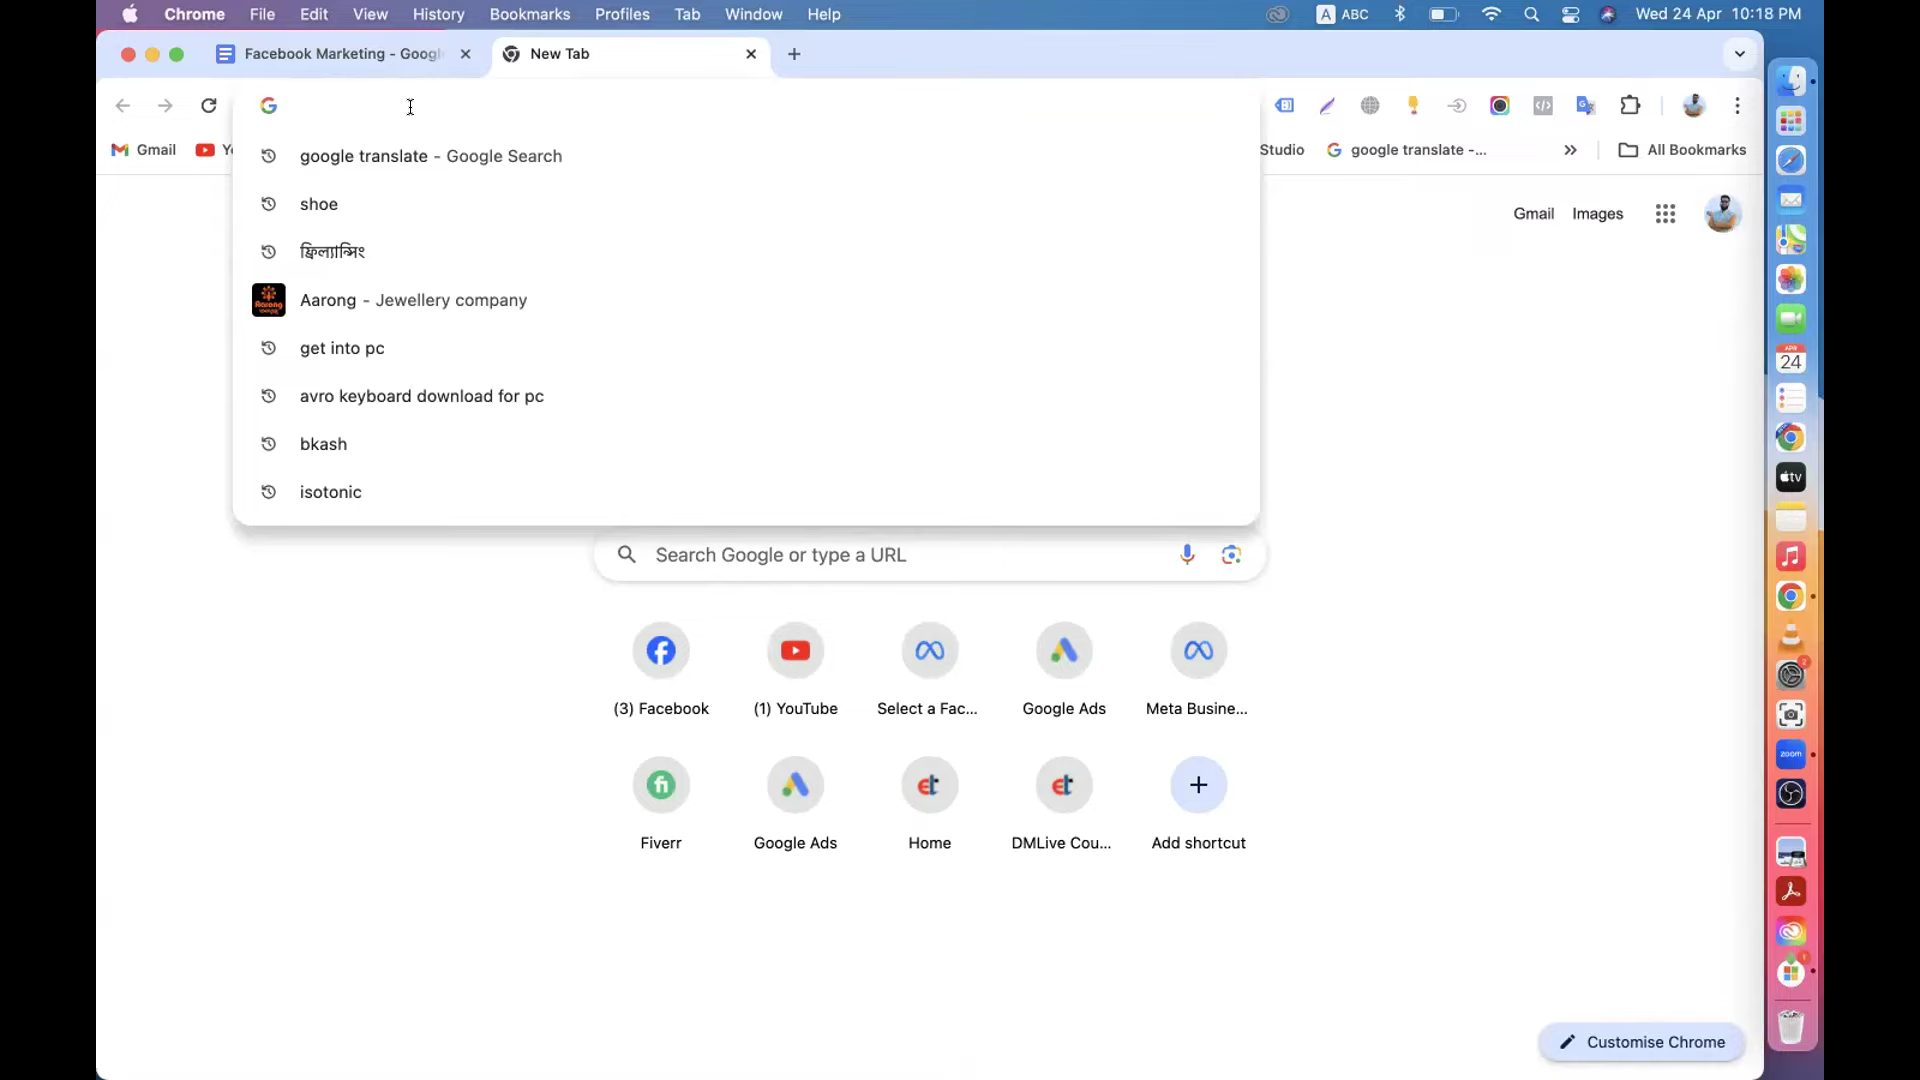 Chrome File Edit View History Bookmarks Profiles Tab Window Help A ABC Wed 24 Apr 10:18 PM
Facebook Marketing - Googl New Tab
Gmail Studio google translate -... All Bookmarks
google translate - Google Search
shoe
ফ্রিল্যান্সিং
Aarong - Jewellery company
get into pc
avro keyboard download for pc
bkash
isotonic
Gmail Images
Search Google or type a URL
(3) Facebook (1) YouTube Select a Fac... Google Ads Meta Busine...
Fiverr Google Ads Home DMLive Cou... Add shortcut
Customise Chrome
APR
24
tv
zoom